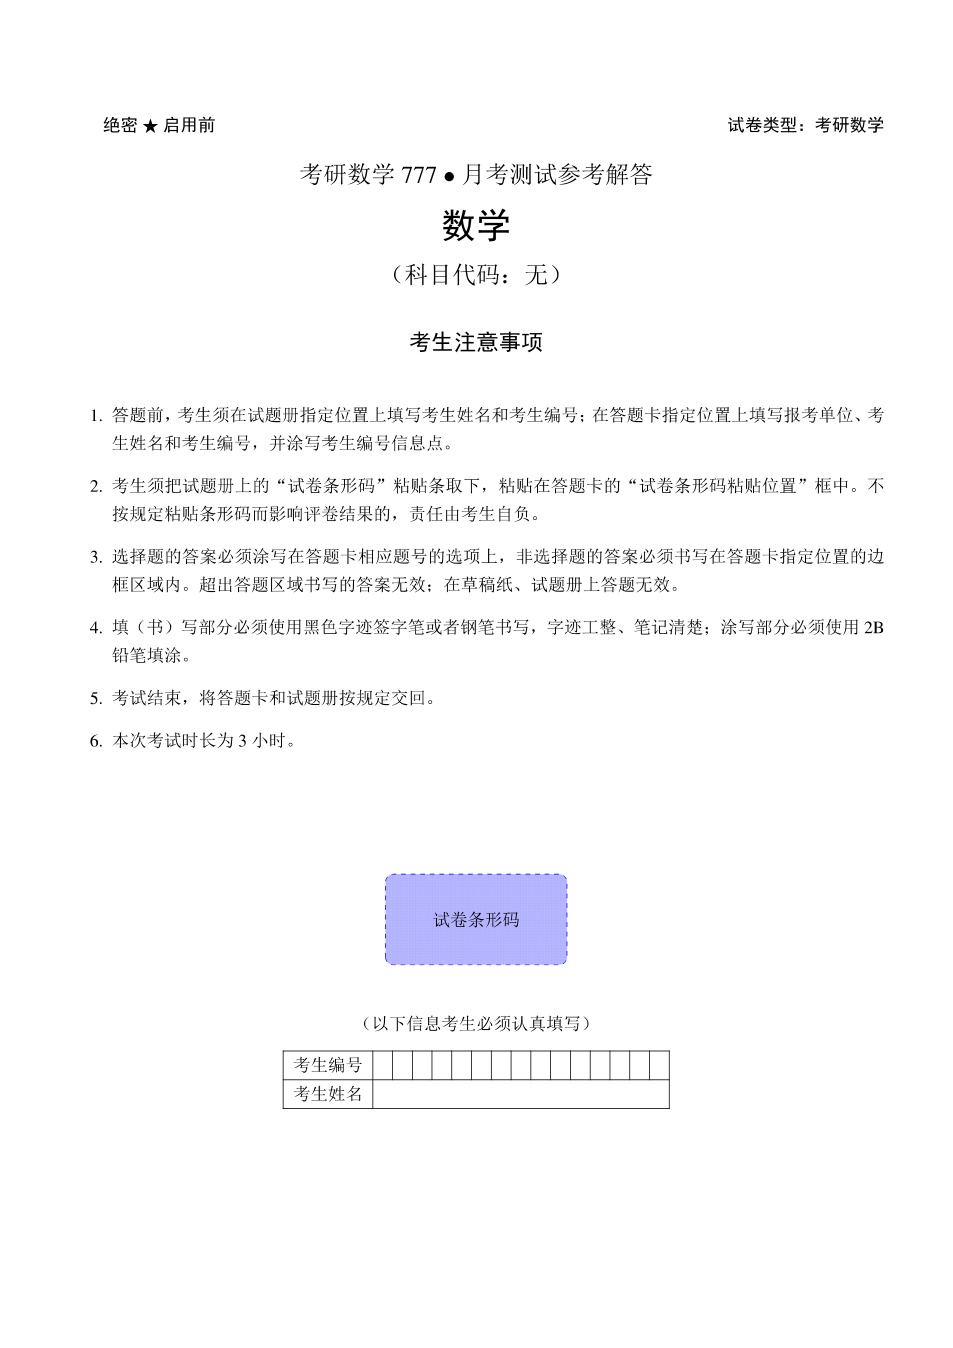 绝密 ★ 启用前 试卷类型：考研数学
考研数学 777 ● 月考测试参考解答
数学
（科目代码：无）
考生注意事项
1. 答题前，考生须在试题册指定位置上填写考生姓名和考生编号；在答题卡指定位置上填写报考单位、考
生姓名和考生编号，并涂写考生编号信息点。
2. 考生须把试题册上的“试卷条形码”粘贴条取下，粘贴在答题卡的“试卷条形码粘贴位置”框中。不
按规定粘贴条形码而影响评卷结果的，责任由考生自负。
3. 选择题的答案必须涂写在答题卡相应题号的选项上，非选择题的答案必须书写在答题卡指定位置的边
框区域内。超出答题区域书写的答案无效；在草稿纸、试题册上答题无效。
4. 填（书）写部分必须使用黑色字迹签字笔或者钢笔书写，字迹工整、笔记清楚；涂写部分必须使用 2B
铅笔填涂。
5. 考试结束，将答题卡和试题册按规定交回。
6. 本次考试时长为 3 小时。
试卷条形码
（以下信息考生必须认真填写）
考生编号
考生姓名